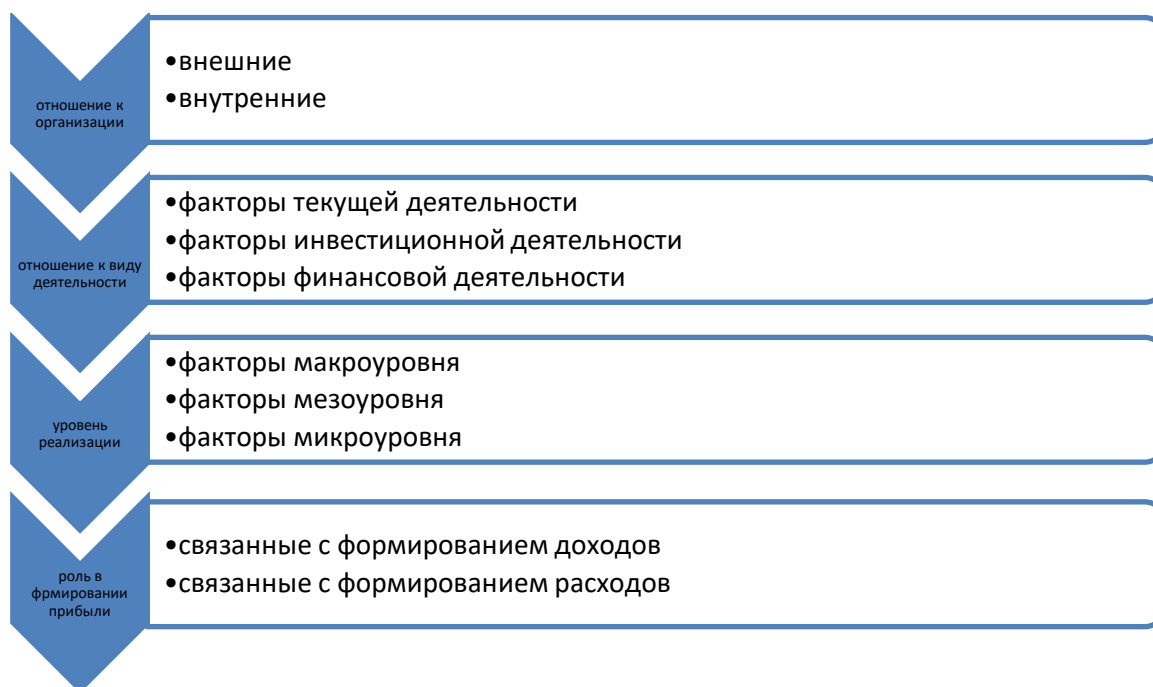 отношение к
организации
•внешние
•внутренние
отношение к виду
деятельности
•факторы текущей деятельности
•факторы инвестиционной деятельности
•факторы финансовой деятельности
уровень
реализации
•факторы макроуровня
•факторы мезоуровня
•факторы микроуровня
роль в
фрмировании
прибыли
•связанные с формированием доходов
•связанные с формированием расходов